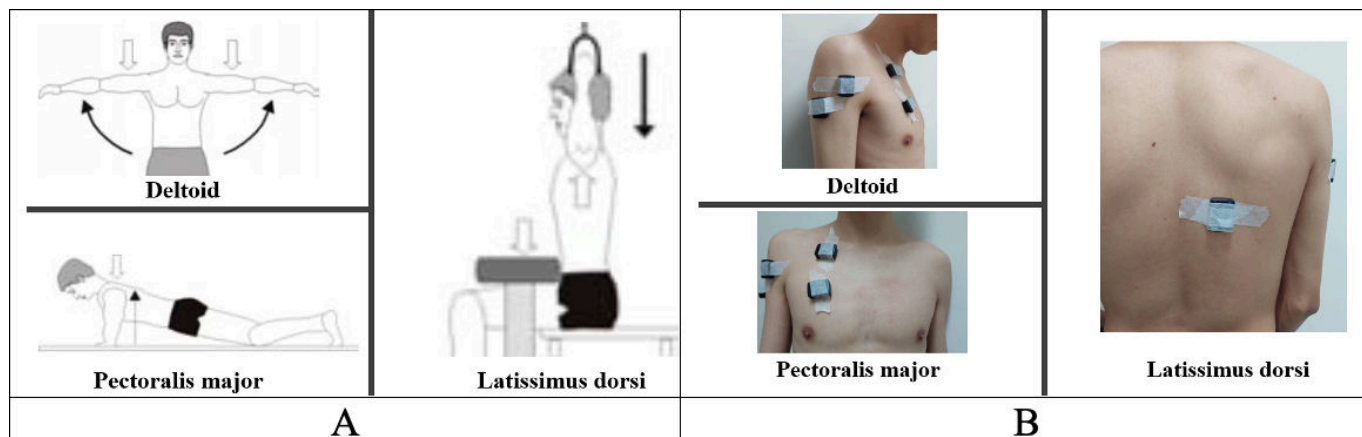 Deltoid
Pectoralis major
Latissimus dorsi
A
Deltoid
Pectoralis major
Latissimus dorsi
B